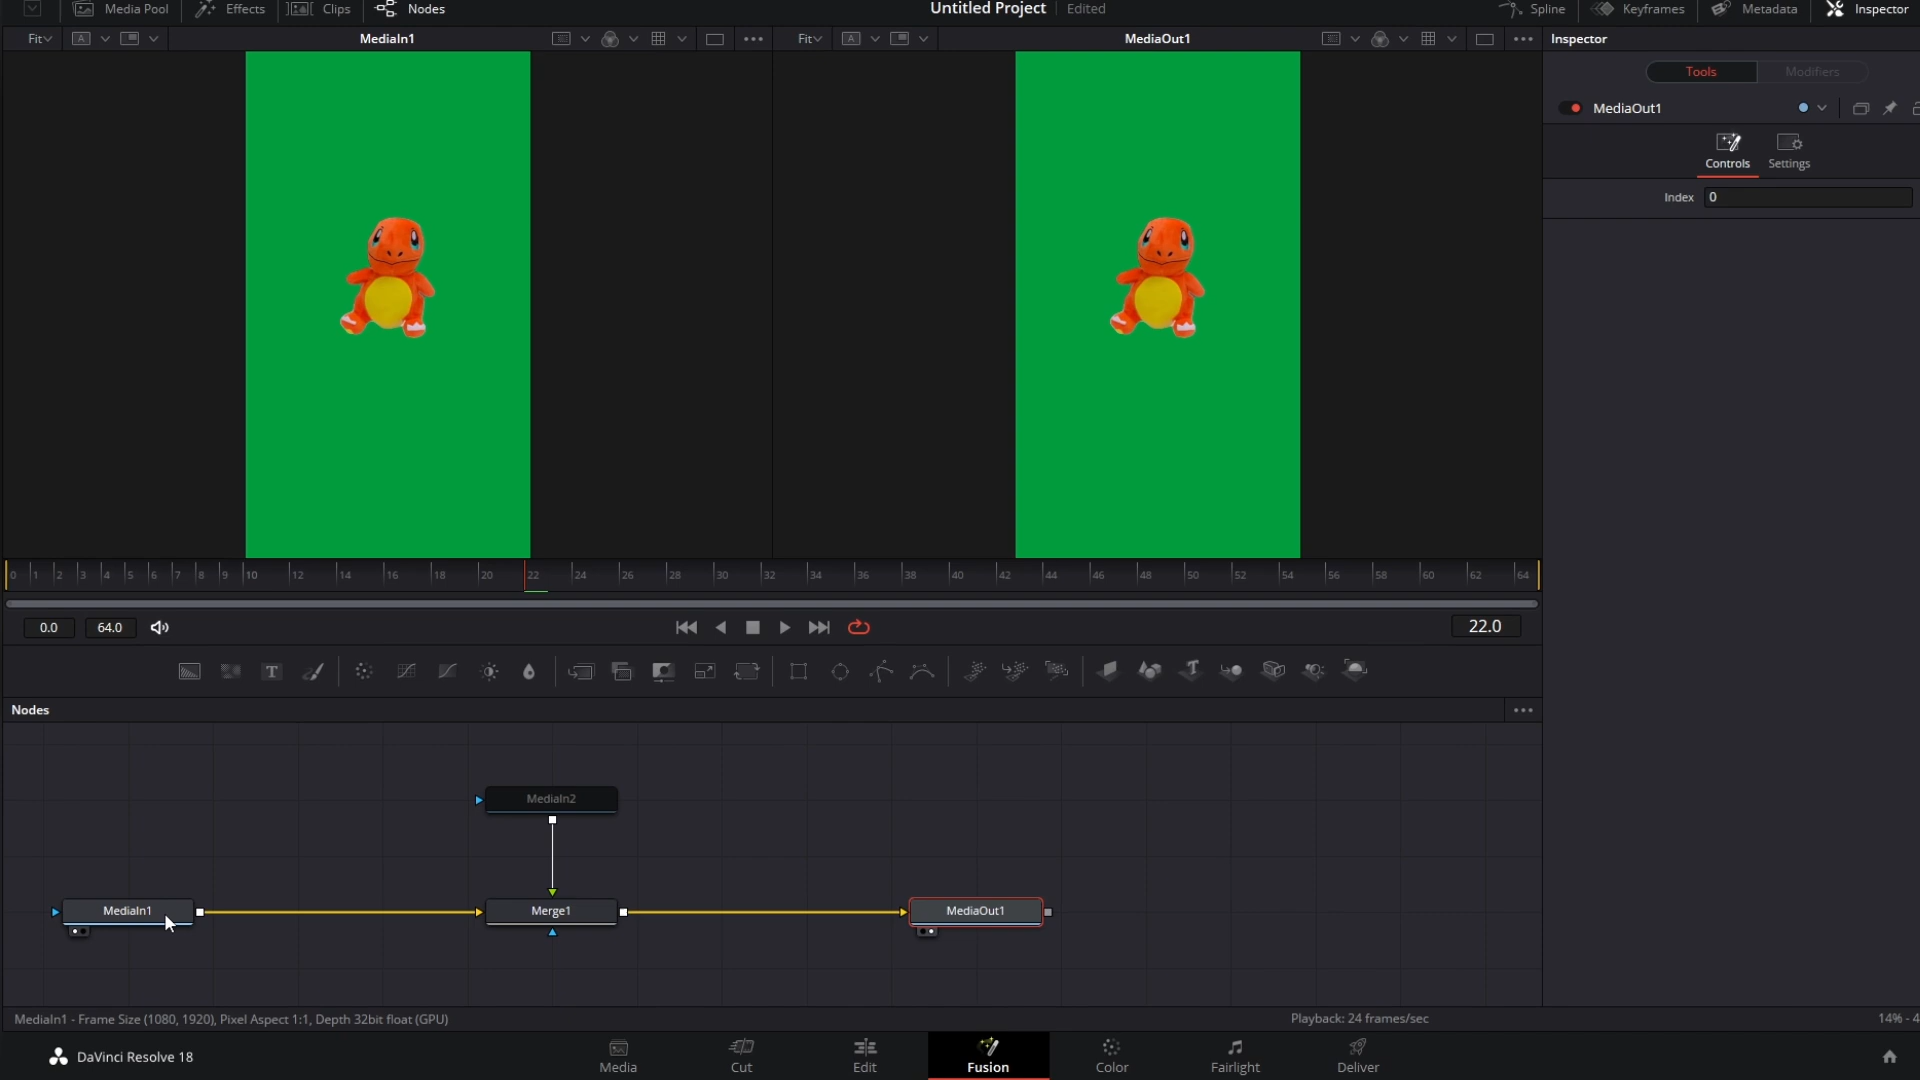 Media Pool Effects Clips Nodes Untitled Project Edited Spline Keyframes Metadata Inspector
Fit A MediaIn1 Fit A MediaOut1 Inspector
Tools Modifiers
MediaOut1
Controls Settings
Index 0
0 1 2 3 4 5 6 7 8 9 10 12 14 16 18 20 22 24 26 28 30 32 34 36 38 40 42 44 46 48 50 52 54 56 58 60 62 64
0.0 64.0 22.0
T T
Nodes
MediaIn2
MediaIn1 Merge1 MediaOut1
MediaIn1 - Frame Size (1080, 1920), Pixel Aspect 1:1, Depth 32bit float (GPU) Playback: 24 frames/sec 14% - 4
DaVinci Resolve 18 Media Cut Edit Fusion Color Fairlight Deliver